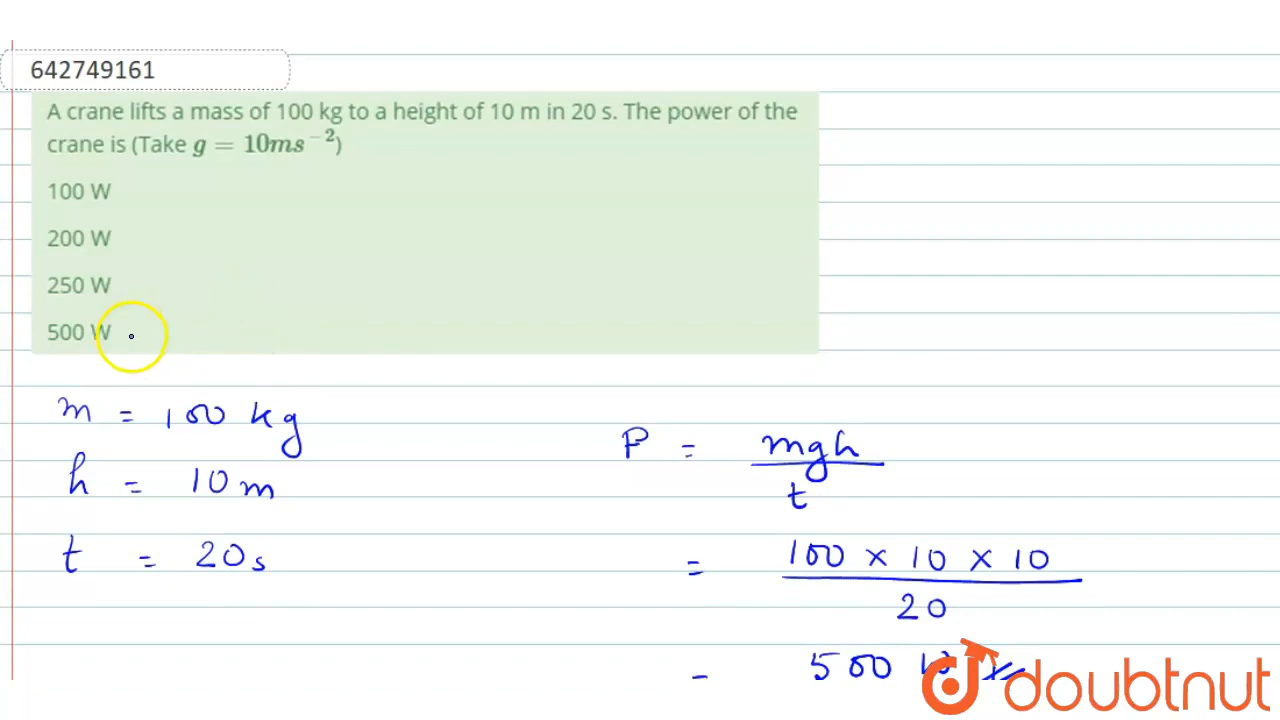 642749161
A crane lifts a mass of 100 kg to a height of 10 m in 20 s. The power of the
crane is (Take g = 10ms⁻²)
100 W
200 W
250 W
500 W
m = 100 kg
h = 10 m
t = 20 s
P = mgh
t
= 100 × 10 × 10
20
= 500 W
doubtnut